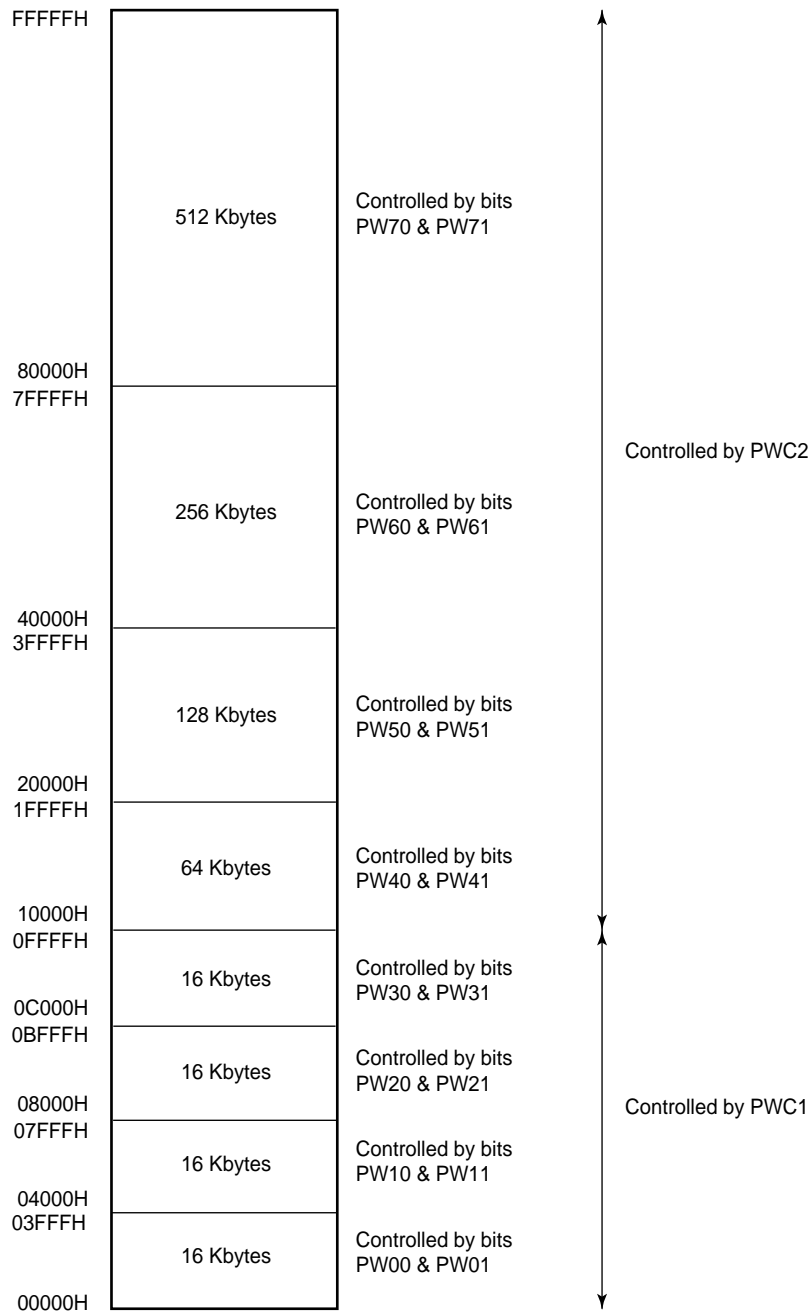 FFFFFH
512 Kbytes
Controlled by bits
PW70 & PW71
80000H
7FFFFH
Controlled by PWC2
256 Kbytes
Controlled by bits
PW60 & PW61
40000H
3FFFFH
128 Kbytes
Controlled by bits
PW50 & PW51
20000H
1FFFFH
64 Kbytes
Controlled by bits
PW40 & PW41
10000H
0FFFFH
16 Kbytes
Controlled by bits
PW30 & PW31
0C000H
0BFFFH
16 Kbytes
Controlled by bits
PW20 & PW21
08000H
07FFFH
Controlled by PWC1
16 Kbytes
Controlled by bits
PW10 & PW11
04000H
03FFFH
16 Kbytes
Controlled by bits
PW00 & PW01
00000H